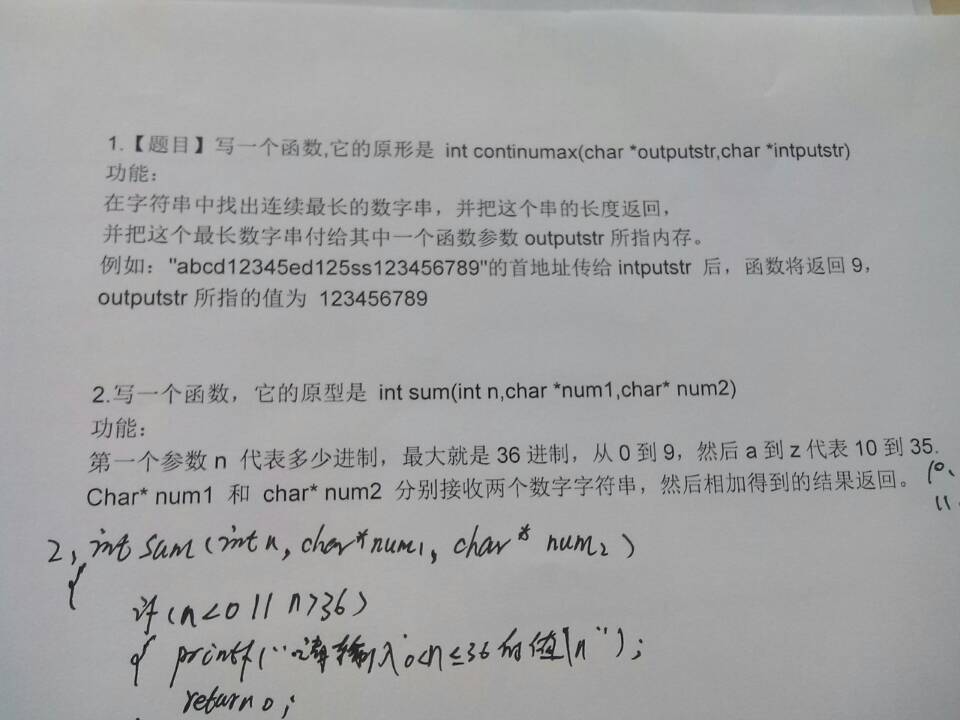 1.【题目】写一个函数,它的原形是 int continumax(char *outputstr,char *intputstr)
功能：
在字符串中找出连续最长的数字串，并把这个串的长度返回，
并把这个最长数字串付给其中一个函数参数 outputstr 所指内存。
例如："abcd12345ed125ss123456789"的首地址传给 intputstr 后，函数将返回 9，
outputstr 所指的值为 123456789
2.写一个函数，它的原型是 int sum(int n,char *num1,char* num2)
功能：
第一个参数 n 代表多少进制，最大就是 36 进制，从 0 到 9，然后 a 到 z 代表 10 到 35.
Char* num1 和 char* num2 分别接收两个数字字符串，然后相加得到的结果返回。
10.
11
2, int sum (int n, char*num1, char* num2)
{
if (n<0 || n>36)
{ printf("请输入0<n≤36的值\n");
return 0;